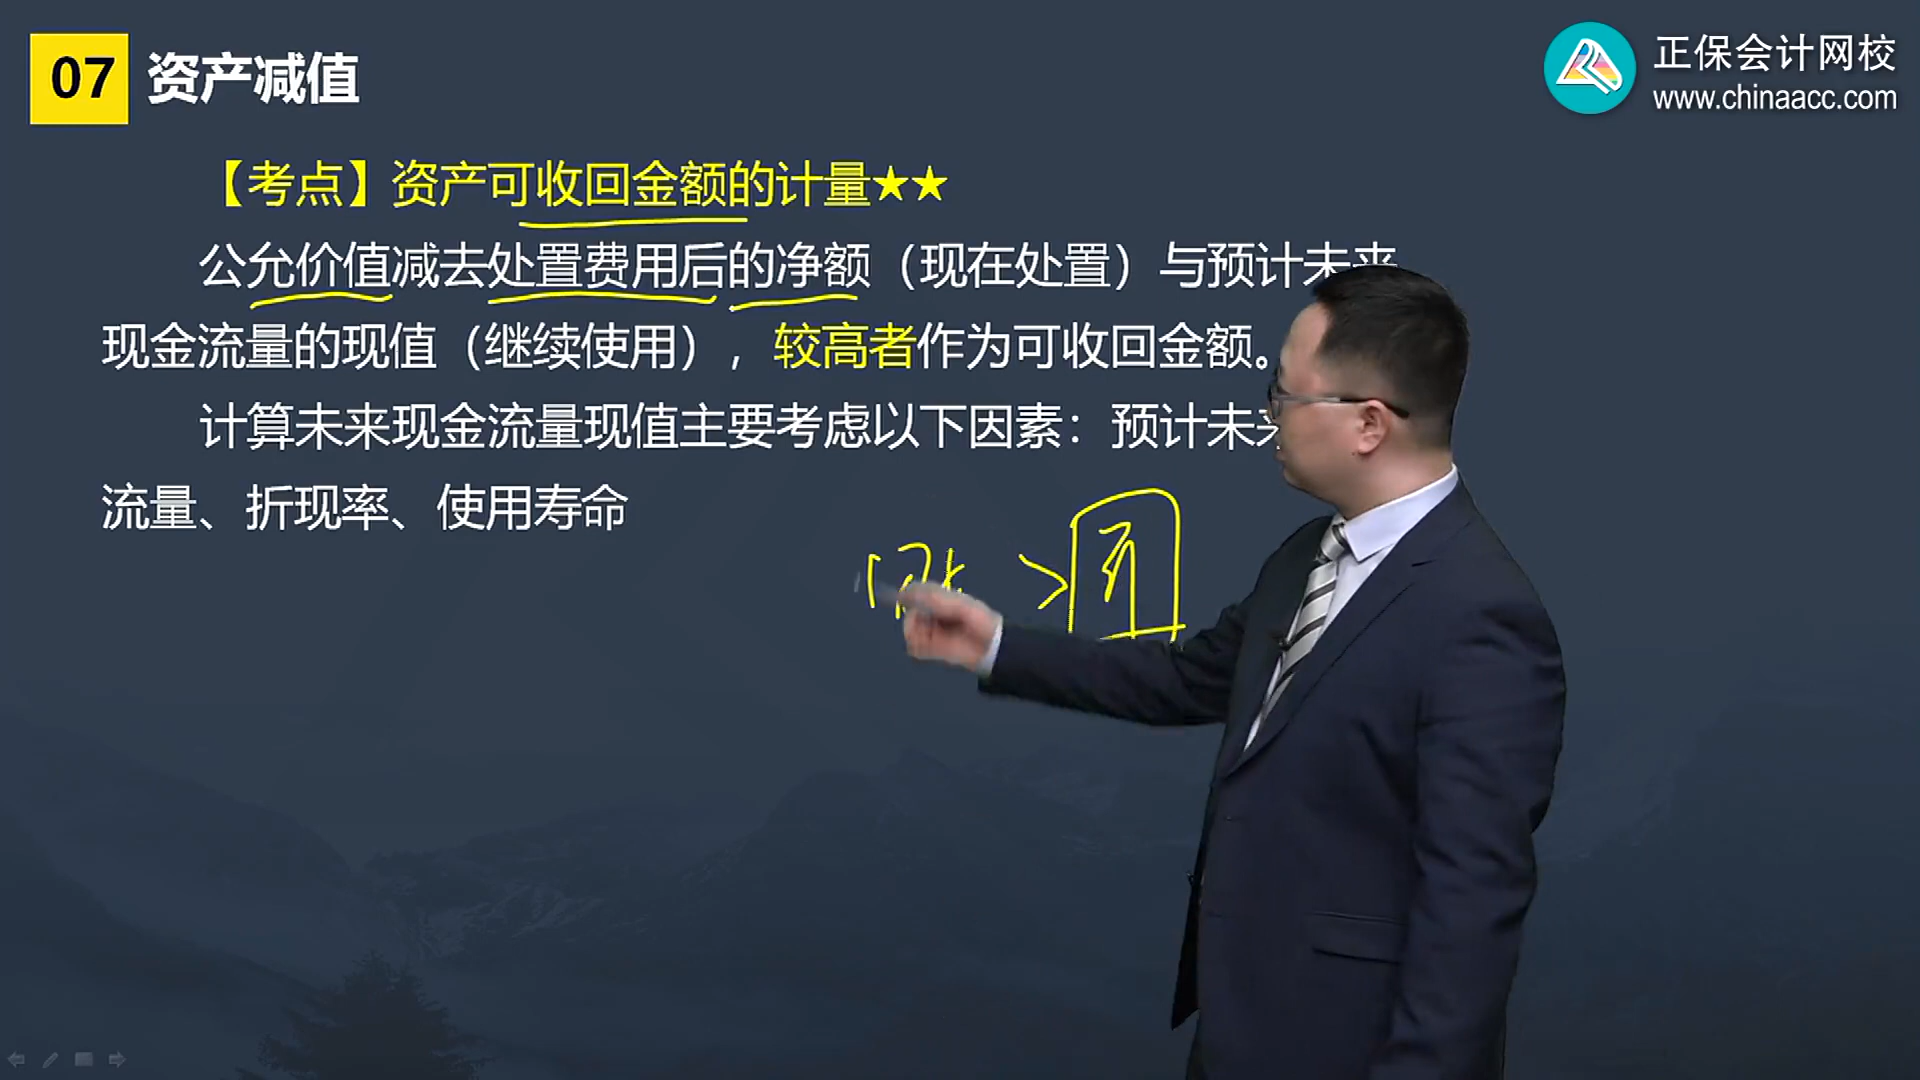 07 资产减值
正保会计网校
www.chinaacc.com
【考点】资产可收回金额的计量★★
公允价值减去处置费用后的净额（现在处置）与预计未来
现金流量的现值（继续使用），较高者作为可收回金额。
计算未来现金流量现值主要考虑以下因素：预计未来
流量、折现率、使用寿命